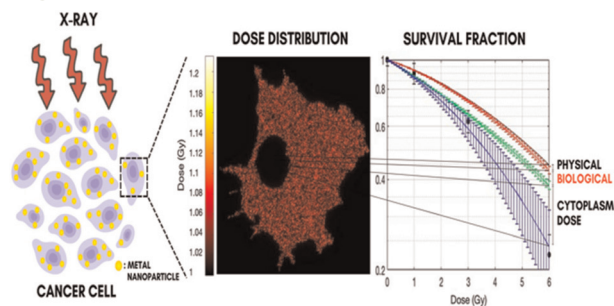 X-RAY
CANCER CELL
: METAL
NANOPARTICLE
DOSE DISTRIBUTION
Dose (Gy)
1.2
1.18
1.16
1.14
1.12
1.1
1.08
1.06
1.04
1.02
1
SURVIVAL FRACTION
1
0.8
0.6
0.4
0.2
0
1
2
3
4
5
6
Dose (Gy)
PHYSICAL
BIOLOGICAL
CYTOPLASM
DOSE